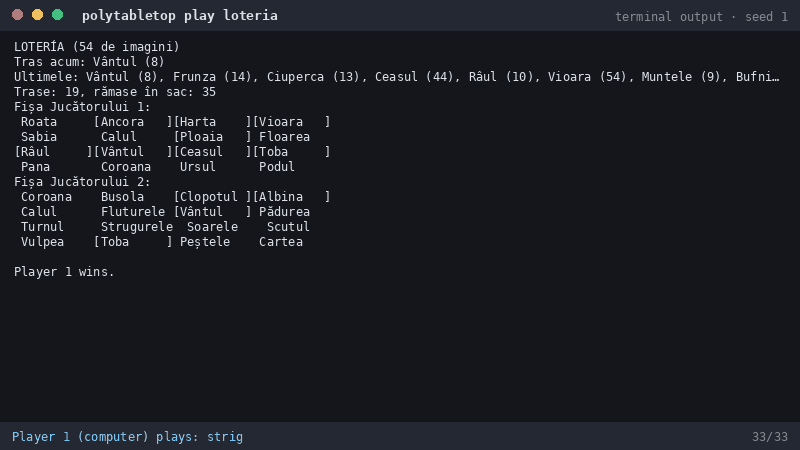 polytabletop play loteria
terminal output · seed 1
LOTERÍA (54 de imagini)
Tras acum: Vântul (8)
Ultimele: Vântul (8), Frunza (14), Ciuperca (13), Ceasul (44), Râul (10), Vioara (54), Muntele (9), Bufni…
Trase: 19, rămase în sac: 35
Fișa Jucătorului 1:
Roata [Ancora ][Harta ][Vioara ]
Sabia Calul [Ploaia ] Floarea
[Râul ][Vântul ][Ceasul ][Toba ]
Pana Coroana Ursul Podul
Fișa Jucătorului 2:
Coroana Busola [Clopotul ][Albina ]
Calul Fluturele [Vântul ] Pădurea
Turnul Strugurele Soarele Scutul
Vulpea [Toba ] Peștele Cartea
Player 1 wins.
Player 1 (computer) plays: strig
33/33